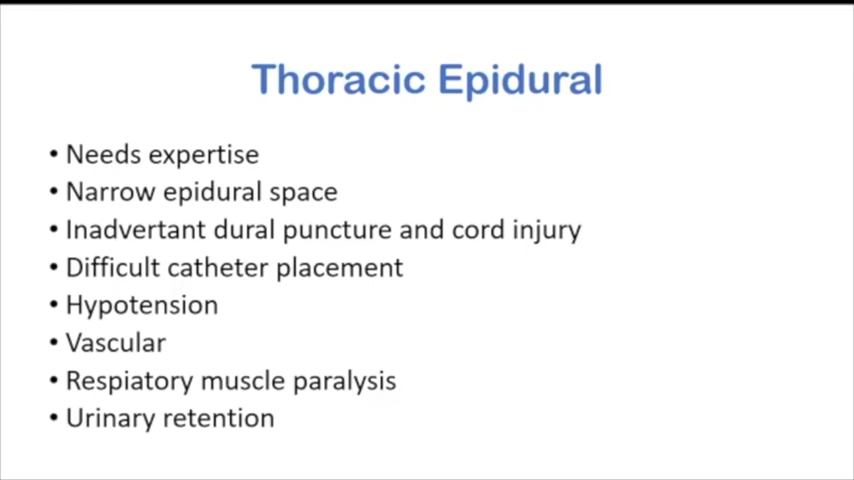 Thoracic Epidural
• Needs expertise
• Narrow epidural space
• Inadvertant dural puncture and cord injury
• Difficult catheter placement
• Hypotension
• Vascular
• Respiatory muscle paralysis
• Urinary retention